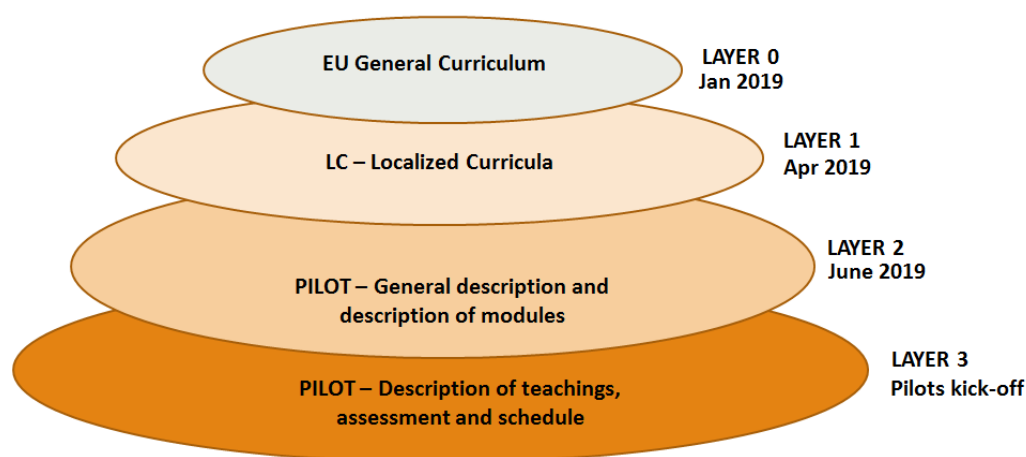 EU General Curriculum
LAYER 0
Jan 2019
LC – Localized Curricula
LAYER 1
Apr 2019
PILOT – General description and
description of modules
LAYER 2
June 2019
PILOT – Description of teachings,
assessment and schedule
LAYER 3
Pilots kick-off